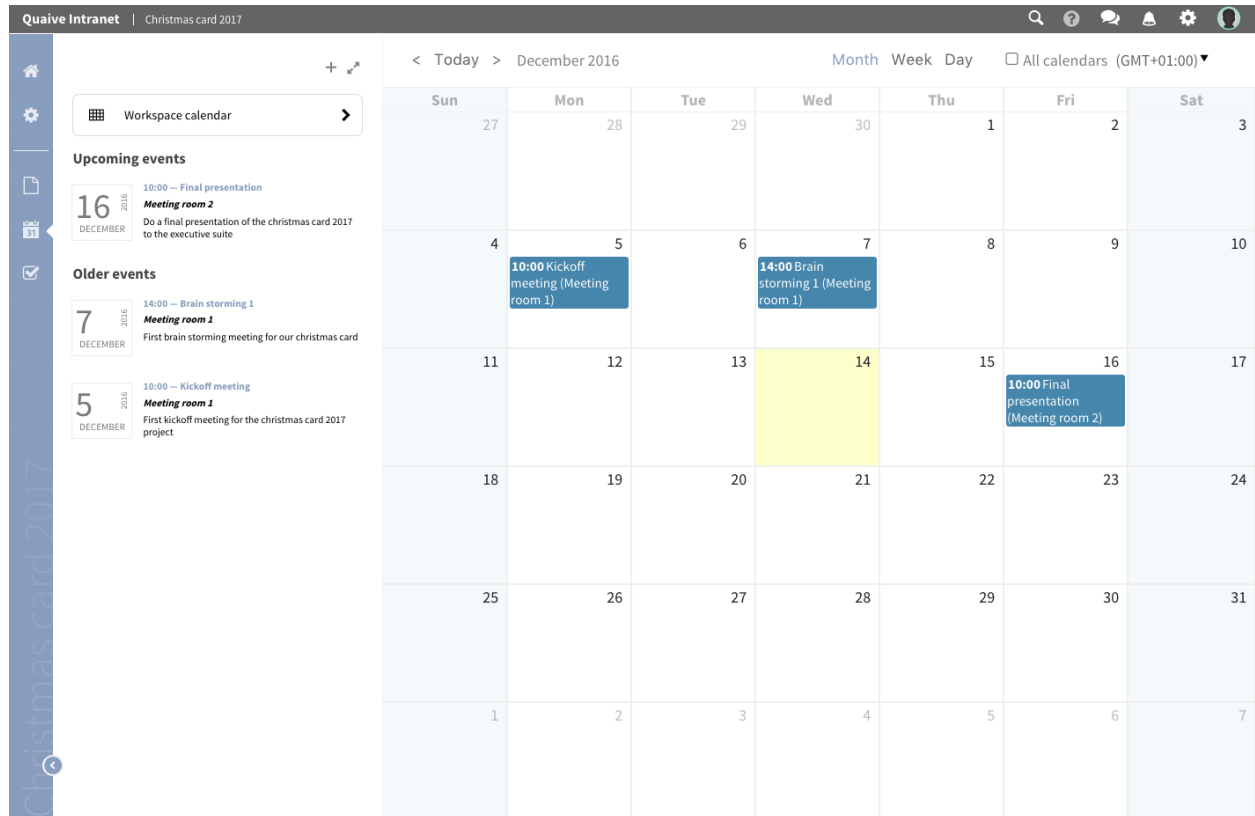 Quaive Intranet | Christmas card 2017
Workspace calendar
Upcoming events
16
2016
DECEMBER
10:00 — Final presentation
Meeting room 2
Do a final presentation of the christmas card 2017
to the executive suite
Older events
7
2016
DECEMBER
14:00 — Brain storming 1
Meeting room 1
First brain storming meeting for our christmas card
5
2016
DECEMBER
10:00 — Kickoff meeting
Meeting room 1
First kickoff meeting for the christmas card 2017
project
31
Christmas card 2017
< Today > December 2016
Month Week Day All calendars (GMT+01:00)
Sun Mon Tue Wed Thu Fri Sat
27 28 29 30 1 2 3
4 5 6 7 8 9 10
10:00 Kickoff
meeting (Meeting
room 1)
14:00 Brain
storming 1 (Meeting
room 1)
11 12 13 14 15 16 17
10:00 Final
presentation
(Meeting room 2)
18 19 20 21 22 23 24
25 26 27 28 29 30 31
1 2 3 4 5 6 7